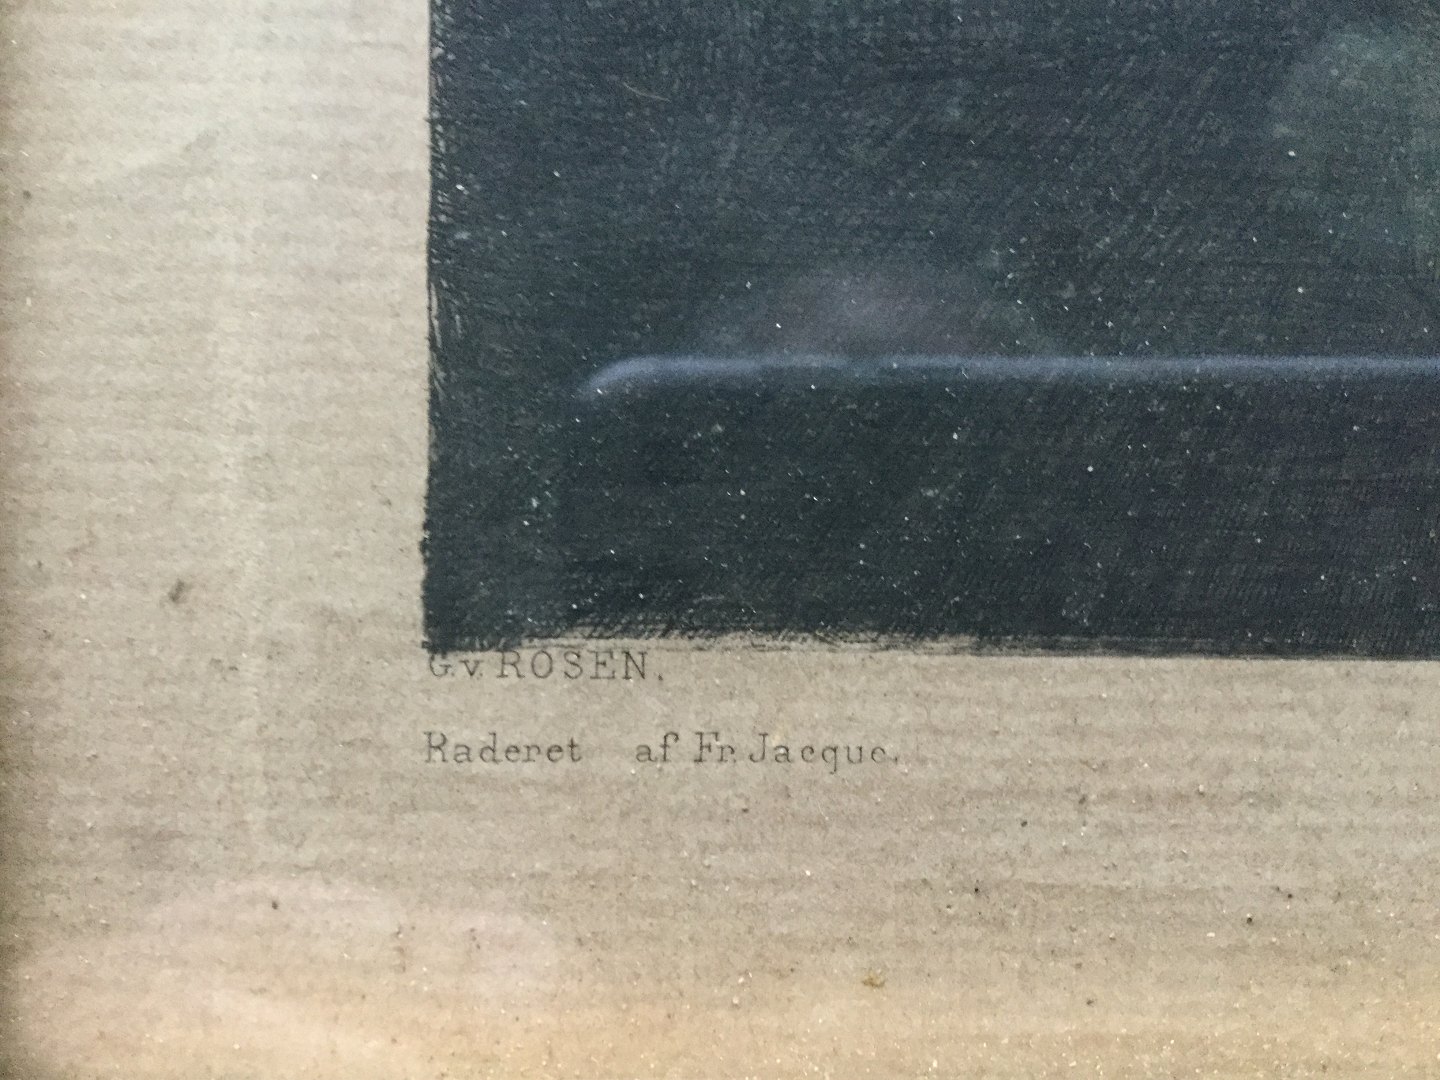 G.v. ROSEN.
Raderet af Fr. Jacque.